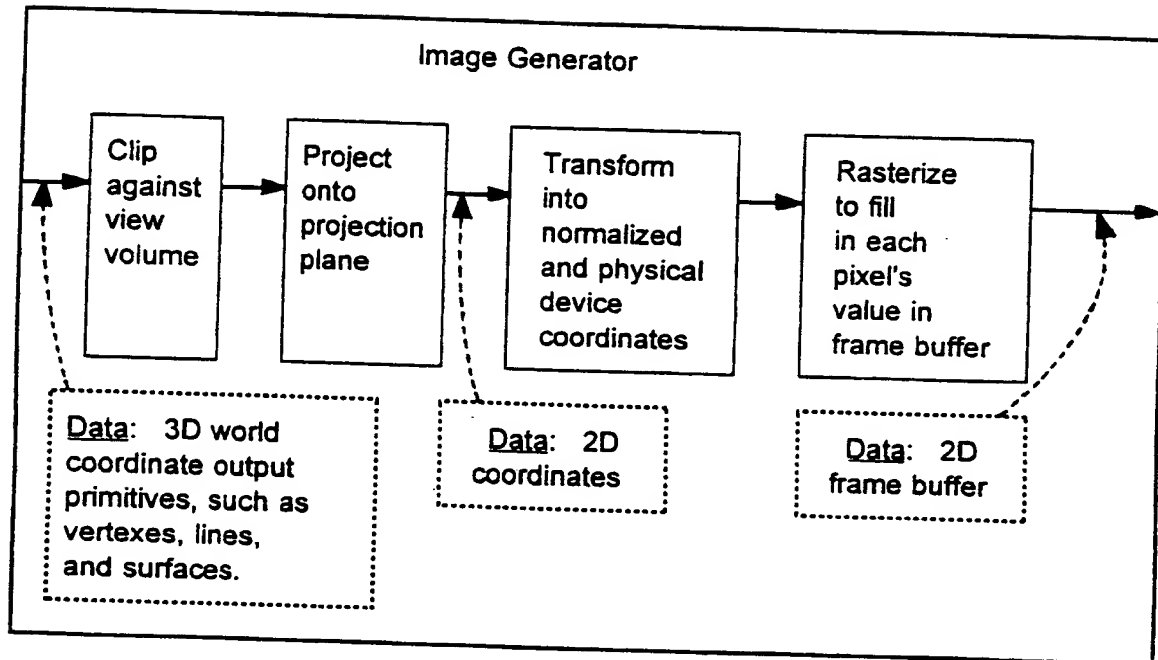 Image Generator
Clip
against
view
volume
Project
onto
projection
plane
Transform
into
normalized
and physical
device
coordinates
Rasterize
to fill
in each
pixel's
value in
frame buffer
Data: 3D world
coordinate output
primitives, such as
vertexes, lines,
and surfaces.
Data: 2D
coordinates
Data: 2D
frame buffer